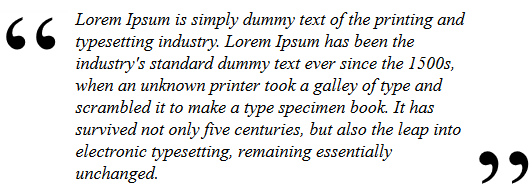 “
Lorem Ipsum is simply dummy text of the printing and
typesetting industry. Lorem Ipsum has been the
industry's standard dummy text ever since the 1500s,
when an unknown printer took a galley of type and
scrambled it to make a type specimen book. It has
survived not only five centuries, but also the leap into
electronic typesetting, remaining essentially
unchanged.
”